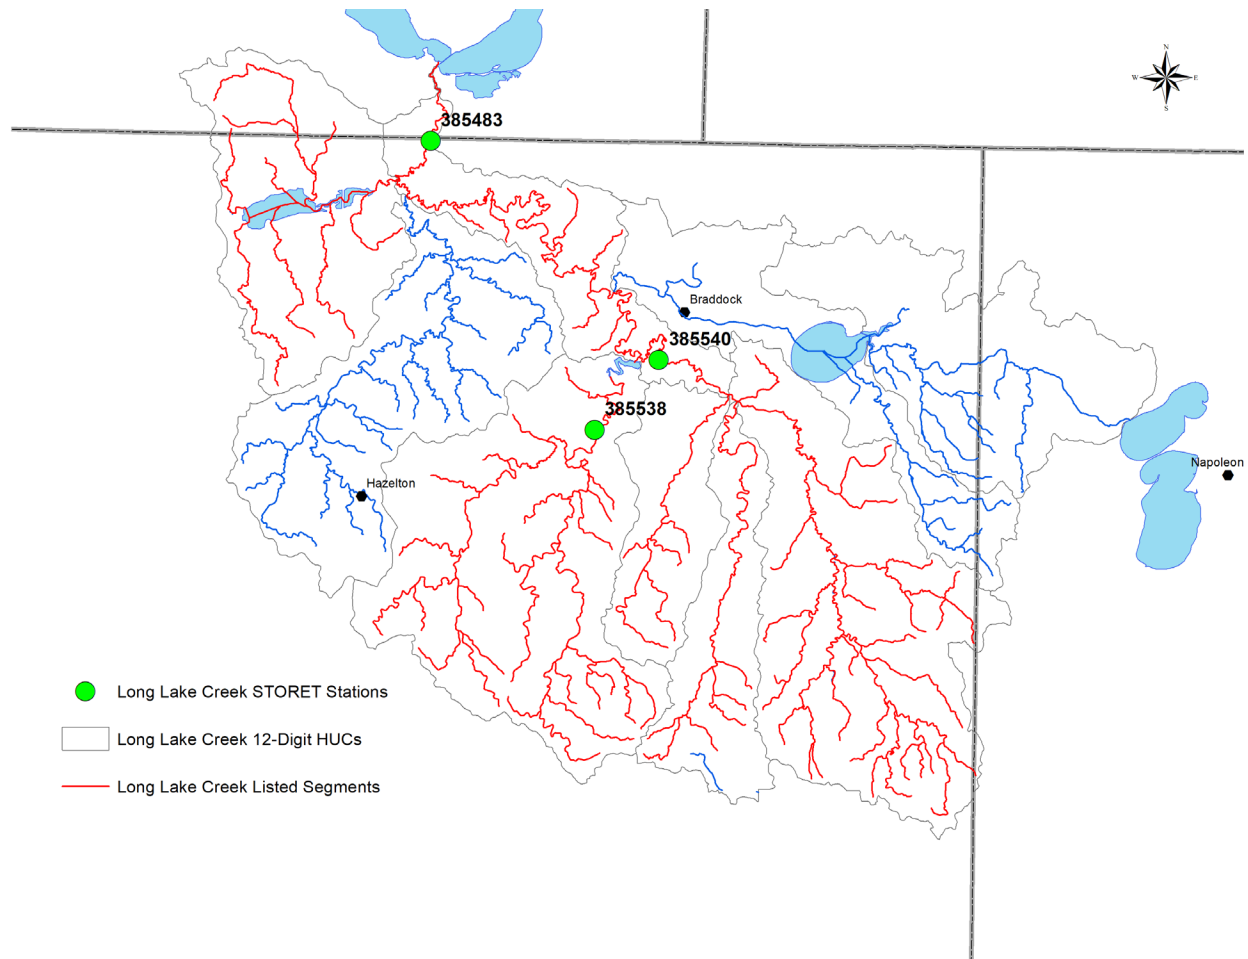 N
W
E
S
385483
Braddock
385540
385538
Napoleon
Hazelton
Long Lake Creek STORET Stations
Long Lake Creek 12-Digit HUCs
Long Lake Creek Listed Segments